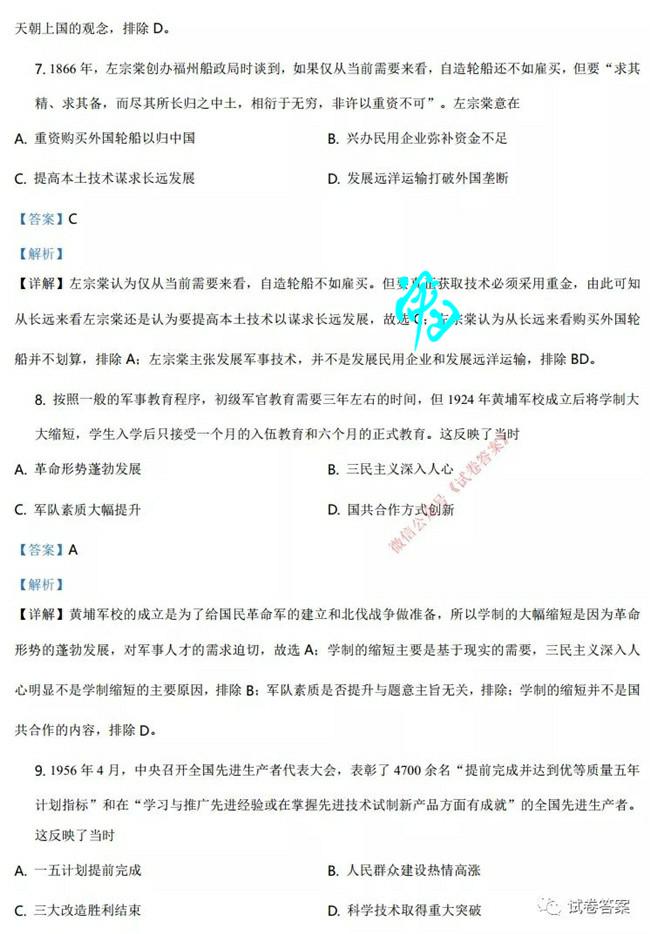 天朝上国的观念，排除 D。
7. 1866 年，左宗棠创办福州船政局时谈到，如果仅从当前需要来看，自造轮船还不如雇买，但要“求其
精、求其备，而尽其所长归之中土，相衍于无穷，非许以重资不可”。左宗棠意在
A. 重资购买外国轮船以归中国 B. 兴办民用企业弥补资金不足
C. 提高本土技术谋求长远发展 D. 发展远洋运输打破外国垄断
【答案】C
【解析】
【详解】左宗棠认为仅从当前需要来看，自造轮船不如雇买。但要 获取技术必须采用重金，由此可知
从长远来看左宗棠还是认为要提高本土技术以谋求长远发展，故选 C；左宗棠认为从长远来看购买外国轮
船并不划算，排除 A；左宗棠主张发展军事技术，并不是发展民用企业和发展远洋运输，排除 BD。
8. 按照一般的军事教育程序，初级军官教育需要三年左右的时间，但 1924 年黄埔军校成立后将学制大
大缩短，学生入学后只接受一个月的入伍教育和六个月的正式教育。这反映了当时
A. 革命形势蓬勃发展 B. 三民主义深入人心
C. 军队素质大幅提升 D. 国共合作方式创新
微信公众号《试卷答案》
【答案】A
【解析】
【详解】黄埔军校的成立是为了给国民革命军的建立和北伐战争做准备，所以学制的大幅缩短是因为革命
形势的蓬勃发展，对军事人才的需求迫切，故选 A；学制的缩短主要是基于现实的需要，三民主义深入人
心明显不是学制缩短的主要原因，排除 B；军队素质是否提升与题意主旨无关，排除；学制的缩短并不是国
共合作的内容，排除 D。
9. 1956 年 4 月，中央召开全国先进生产者代表大会，表彰了 4700 余名“提前完成并达到优等质量五年
计划指标”和在“学习与推广先进经验或在掌握先进技术试制新产品方面有成就”的全国先进生产者。
这反映了当时
A. 一五计划提前完成 B. 人民群众建设热情高涨
C. 三大改造胜利结束 D. 科学技术取得重大突破
试卷答案